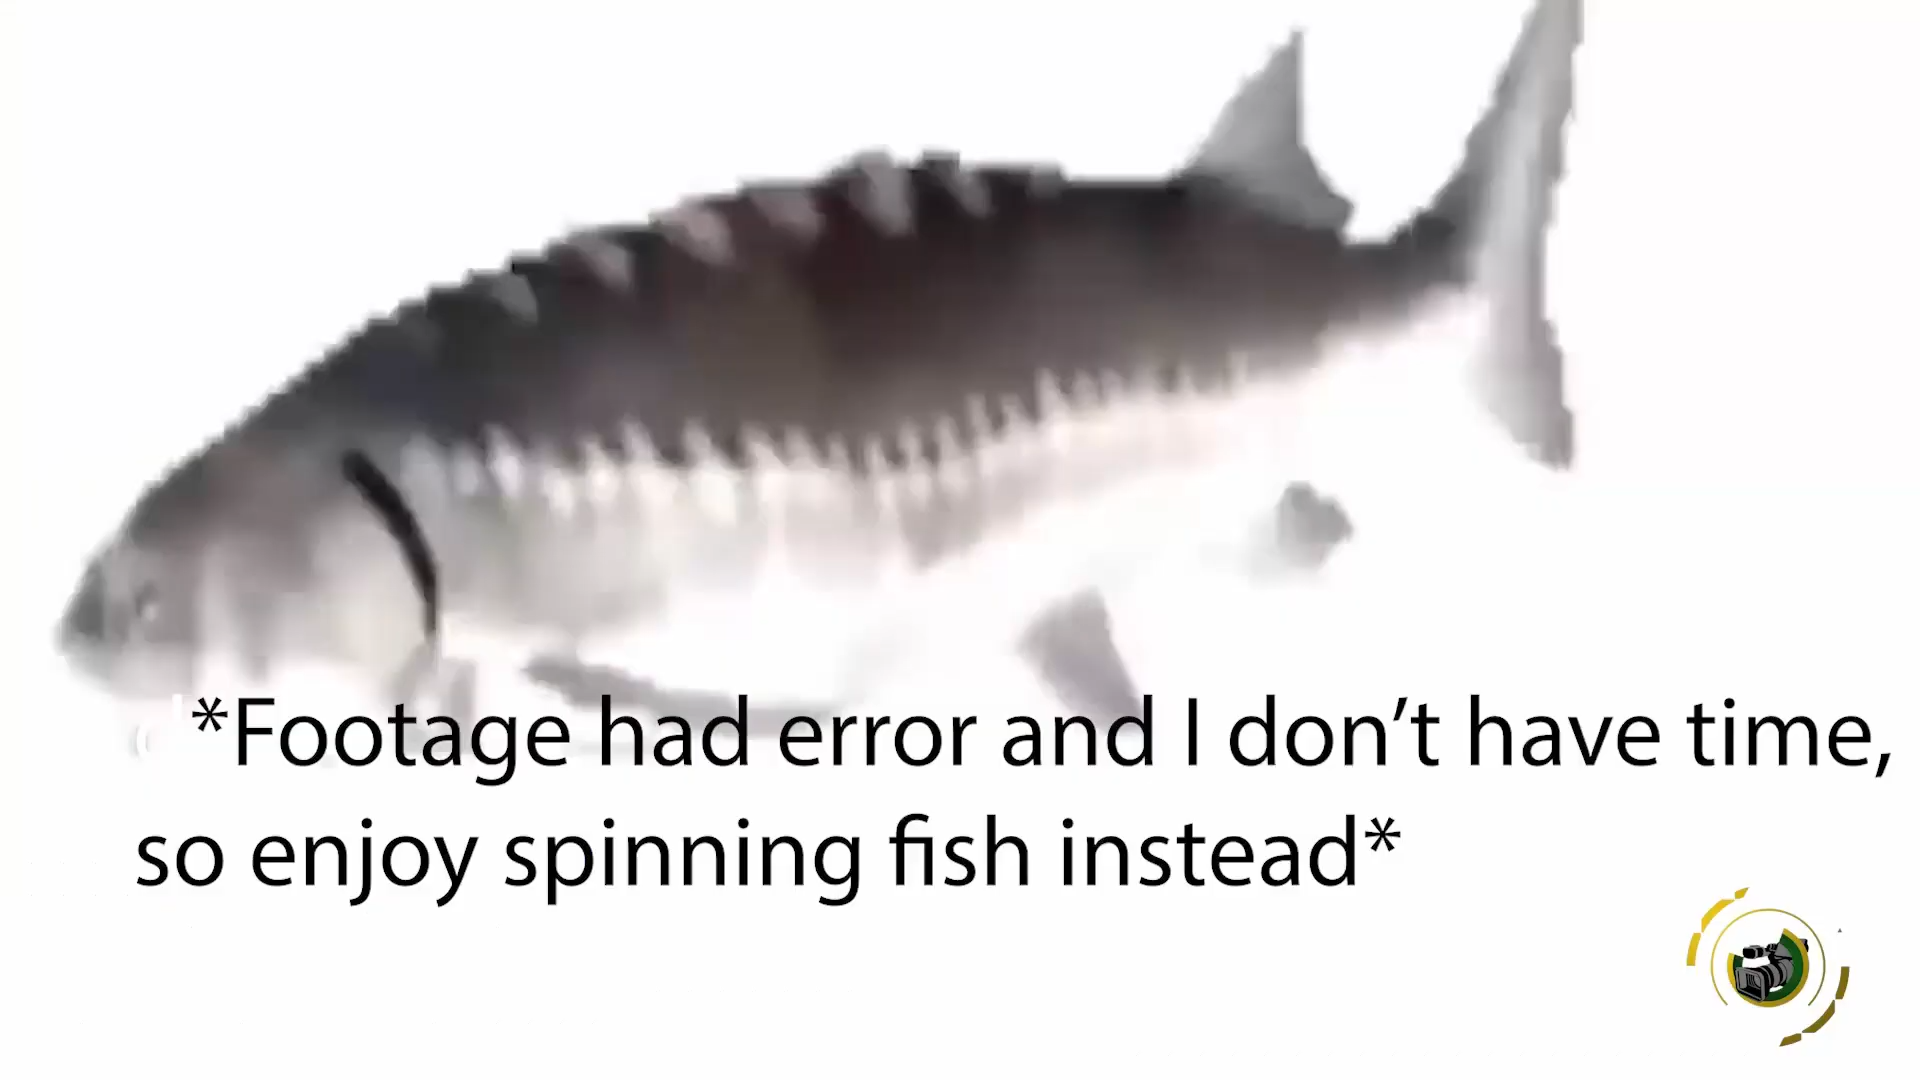 *Footage had error and I don’t have time,
so enjoy spinning fish instead*